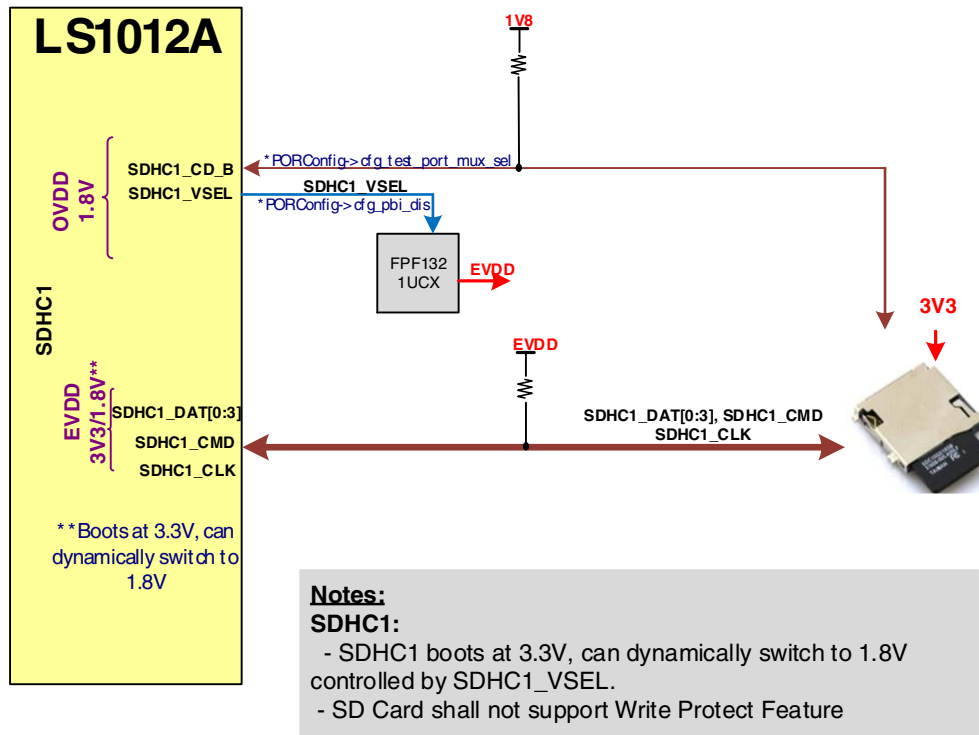 LS1012A
1V8
*PORConfig->cfg_test_port_mux_sel
SDHC1_CD_B
SDHC1_VSEL
SDHC1_VSEL
*PORConfig->cfg_pbi_dis
OVDD
1.8V
FPF132
1UCX
EVDD
SDHC1
3V3
EVDD
EVDD
3V3/1.8V**
SDHC1_DAT[0:3]
SDHC1_CMD
SDHC1_CLK
SDHC1_DAT[0:3], SDHC1_CMD
SDHC1_CLK
**Boots at 3.3V, can
dynamically switch to
1.8V
Notes:
SDHC1:
- SDHC1 boots at 3.3V, can dynamically switch to 1.8V
controlled by SDHC1_VSEL.
- SD Card shall not support Write Protect Feature